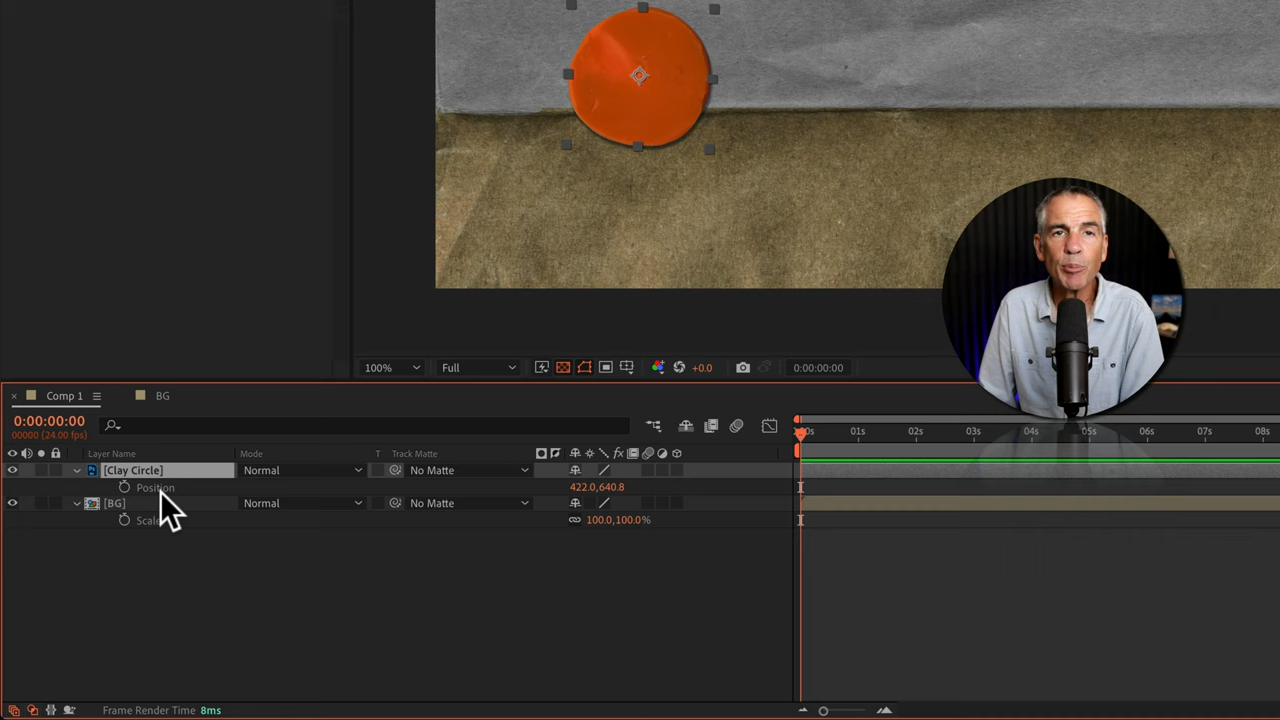 100% Full +0.0 0:00:00:00
× Comp 1 BG
0:00:00:00
00000 (24.00 fps)
01s 02s 03s 04s 05s 06s 07s 08s
Layer Name Mode T Track Matte fx
[Clay Circle] Normal No Matte
Position 422.0,640.8
[BG] Normal No Matte
100.0,100.0%
Frame Render Time 8ms